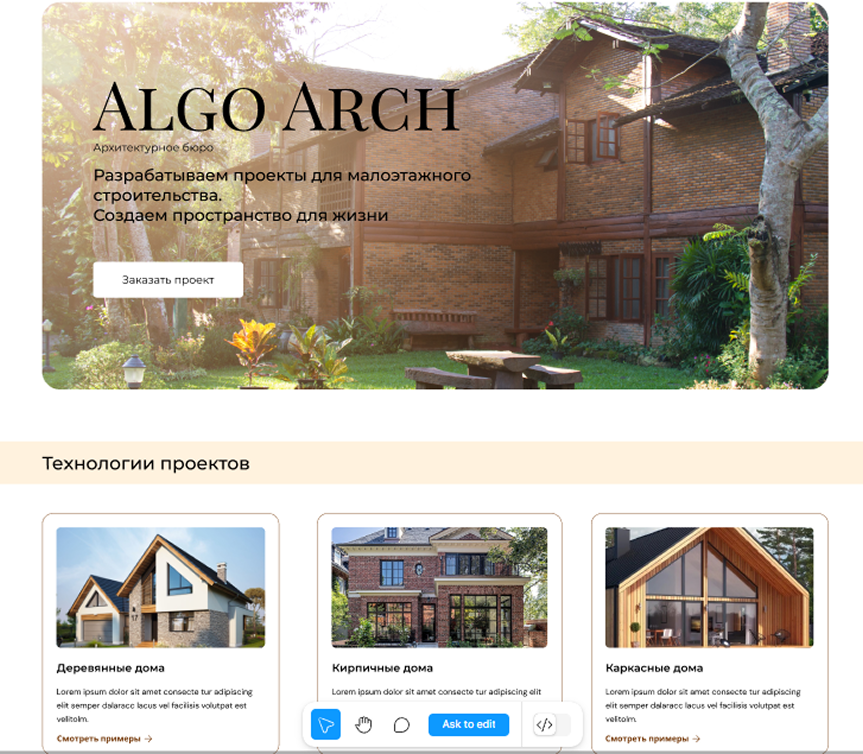 ALGO ARCH
Архитектурное бюро
Разрабатываем проекты для малоэтажного
строительства.
Создаем пространство для жизни
Заказать проект
Технологии проектов
Деревянные дома
Lorem ipsum dolor sit amet consecte tur adipiscing
elit semper dalaracc lacus vel facilisis volutpat est
velitolm.
Смотреть примеры →
Кирпичные дома
Lorem ipsum dolor sit amet consecte tur adipiscing elit
Каркасные дома
Lorem ipsum dolor sit amet consecte tur adipiscing
elit semper dalaracc lacus vel facilisis volutpat est
velitolm.
Смотреть примеры →
Ask to edit